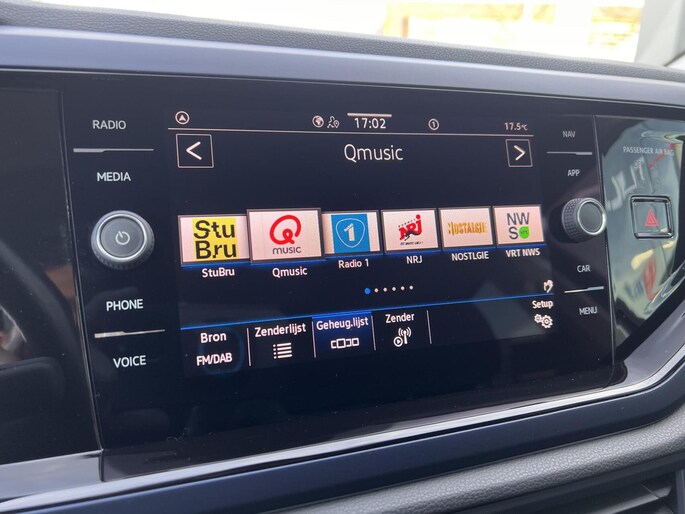 RADIO
MEDIA
PHONE
VOICE
17:02
1
17.5°C
Qmusic
Stu
Bru
Q
MUSIC
1
NRJ
NOSTALGIE
NW
S
StuBru
Qmusic
Radio 1
NRJ
NOSTLGIE
VRT NWS
Bron
FM/DAB
Zenderlijst
Geheug.lijst
Zender
Setup
NAV
APP
CAR
MENU
PASSENGER AIR BAG